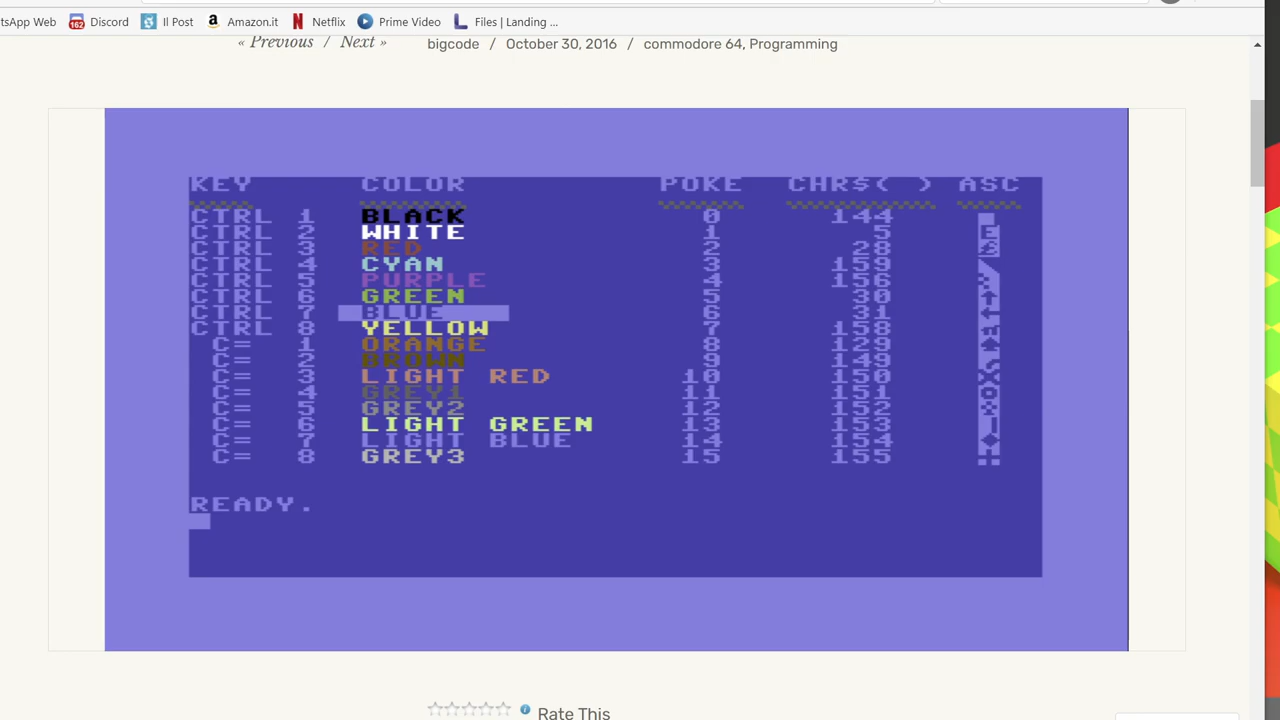 tsApp Web 162 Discord Il Post Amazon.it Netflix Prime Video Files | Landing ...
« Previous / Next » bigcode / October 30, 2016 / commodore 64, Programming
KEY COLOR POKE CHR$( ) ASC
CTRL 1 BLACK 0 144
CTRL 2 WHITE 1 5 E
CTRL 3 RED 2 28 £
CTRL 4 CYAN 3 159
CTRL 5 PURPLE 4 156
CTRL 6 GREEN 5 30 ↑
CTRL 7 BLUE 6 31 ←
CTRL 8 YELLOW 7 158
C= 1 ORANGE 8 129
C= 2 BROWN 9 149
C= 3 LIGHT RED 10 150
C= 4 GREY1 11 151
C= 5 GREY2 12 152
C= 6 LIGHT GREEN 13 153
C= 7 LIGHT BLUE 14 154
C= 8 GREY3 15 155
READY.
Rate This